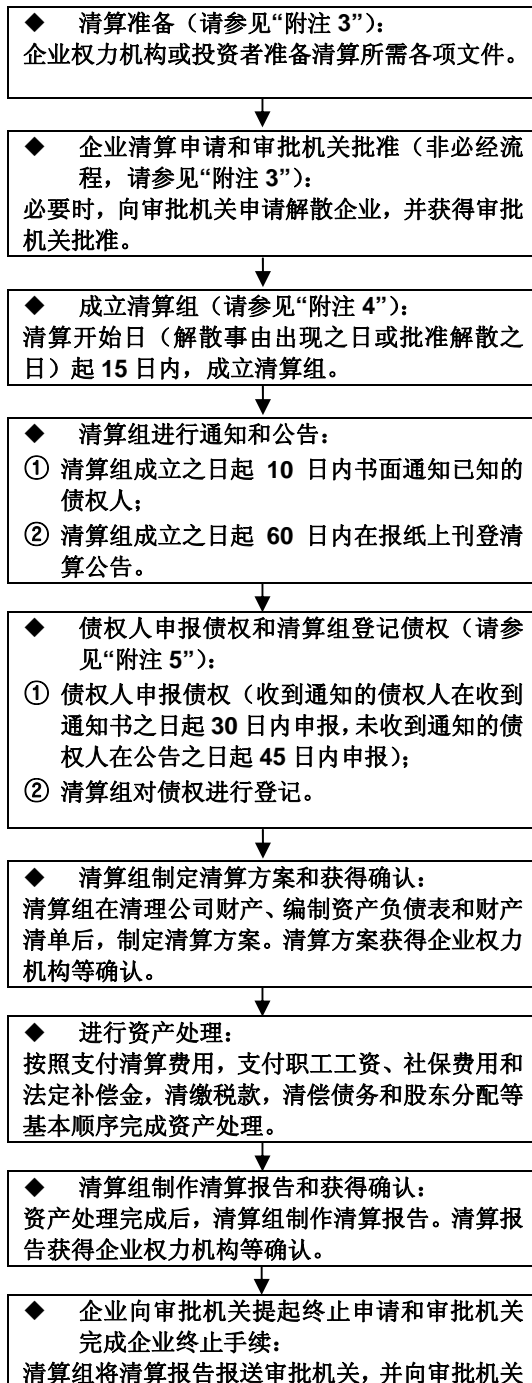 ◆ 清算准备（请参见“附注 3”）：
企业权力机构或投资者准备清算所需各项文件。
◆ 企业清算申请和审批机关批准（非必经流
程，请参见“附注 3”）：
必要时，向审批机关申请解散企业，并获得审批
机关批准。
◆ 成立清算组（请参见“附注 4”）：
清算开始日（解散事由出现之日或批准解散之
日）起 15 日内，成立清算组。
◆ 清算组进行通知和公告：
① 清算组成立之日起 10 日内书面通知已知的
债权人；
② 清算组成立之日起 60 日内在报纸上刊登清
算公告。
◆ 债权人申报债权和清算组登记债权（请参
见“附注 5”）：
① 债权人申报债权（收到通知的债权人在收到
通知书之日起 30 日内申报，未收到通知的债
权人在公告之日起 45 日内申报）；
② 清算组对债权进行登记。
◆ 清算组制定清算方案和获得确认：
清算组在清理公司财产、编制资产负债表和财产
清单后，制定清算方案。清算方案获得企业权力
机构等确认。
◆ 进行资产处理：
按照支付清算费用，支付职工工资、社保费用和
法定补偿金，清缴税款，清偿债务和股东分配等
基本顺序完成资产处理。
◆ 清算组制作清算报告和获得确认：
资产处理完成后，清算组制作清算报告。清算报
告获得企业权力机构等确认。
◆ 企业向审批机关提起终止申请和审批机关
完成企业终止手续：
清算组将清算报告报送审批机关，并向审批机关